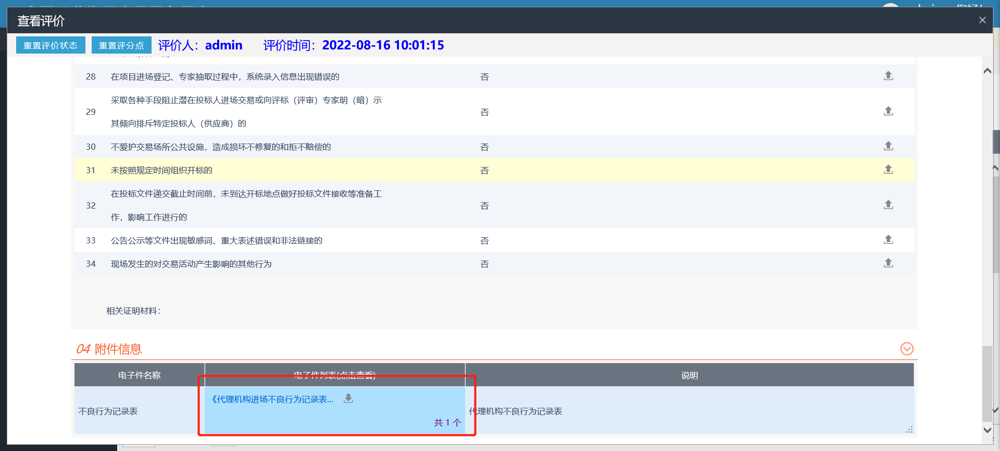 查看评价
重置评价状态 重置评分点 评价人：admin 评价时间：2022-08-16 10:01:15
28 在项目进场登记、专家抽取过程中，系统录入信息出现错误的 否
采取各种手段阻止潜在投标人进场交易或向评标（评审）专家明（暗）示
29 否
其倾向排斥特定投标人（供应商）的
30 不爱护交易场所公共设施，造成损坏不修复的和拒不赔偿的 否
31 未按照规定时间组织开标的 否
在投标文件递交截止时间前，未到达开标地点做好投标文件接收等准备工
32 否
作，影响工作进行的
33 公告公示等文件出现敏感词、重大表述错误和非法链接的 否
34 现场发生的对交易活动产生影响的其他行为 否
相关证明材料：
04 附件信息
电子件名称 电子件列表(点击查看) 说明
《代理机构进场不良行为记录表...
不良行为记录表 代理机构不良行为记录表
共 1 个